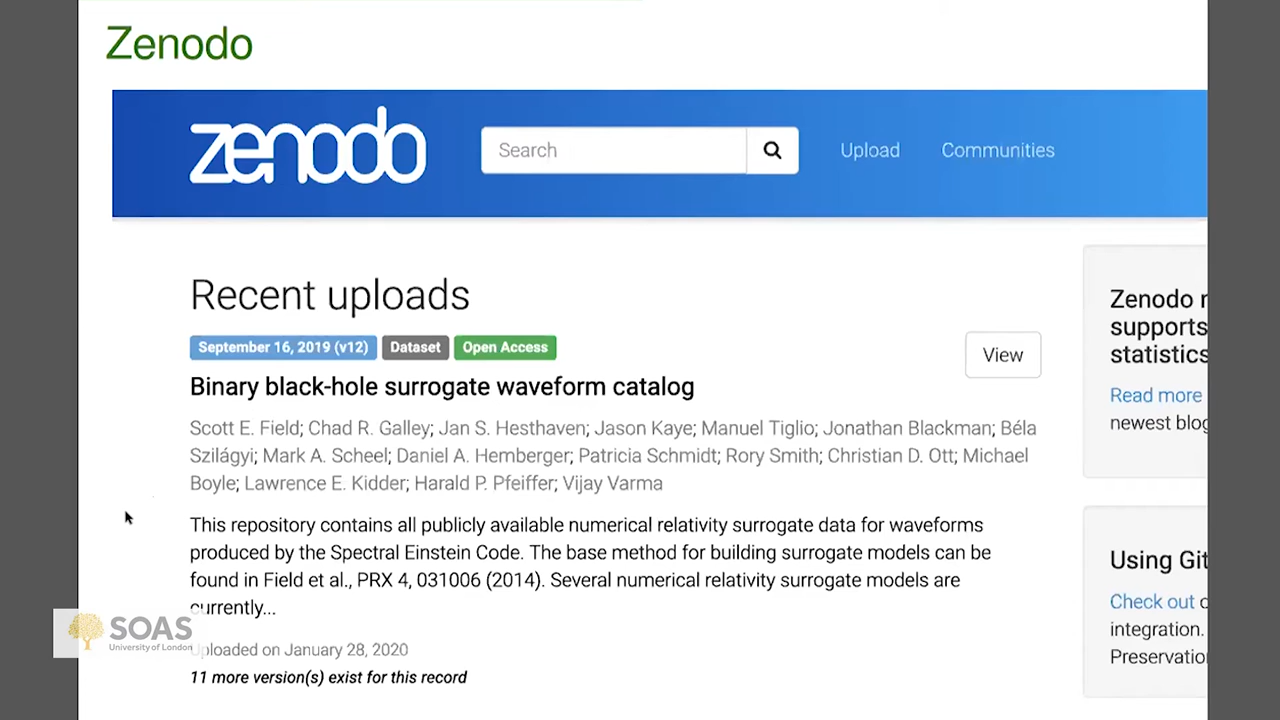 Zenodo
zenodo
Search
Upload
Communities
Recent uploads
September 16, 2019 (v12) Dataset Open Access
View
Binary black-hole surrogate waveform catalog
Scott E. Field; Chad R. Galley; Jan S. Hesthaven; Jason Kaye; Manuel Tiglio; Jonathan Blackman; Béla
Szilágyi; Mark A. Scheel; Daniel A. Hemberger; Patricia Schmidt; Rory Smith; Christian D. Ott; Michael
Boyle; Lawrence E. Kidder; Harald P. Pfeiffer; Vijay Varma
This repository contains all publicly available numerical relativity surrogate data for waveforms
produced by the Spectral Einstein Code. The base method for building surrogate models can be
found in Field et al., PRX 4, 031006 (2014). Several numerical relativity surrogate models are
currently...
Uploaded on January 28, 2020
11 more version(s) exist for this record
Zenodo
supports
statistics
Read more
newest blog
Using Git
Check out
integration.
Preservatio
SOAS
University of London